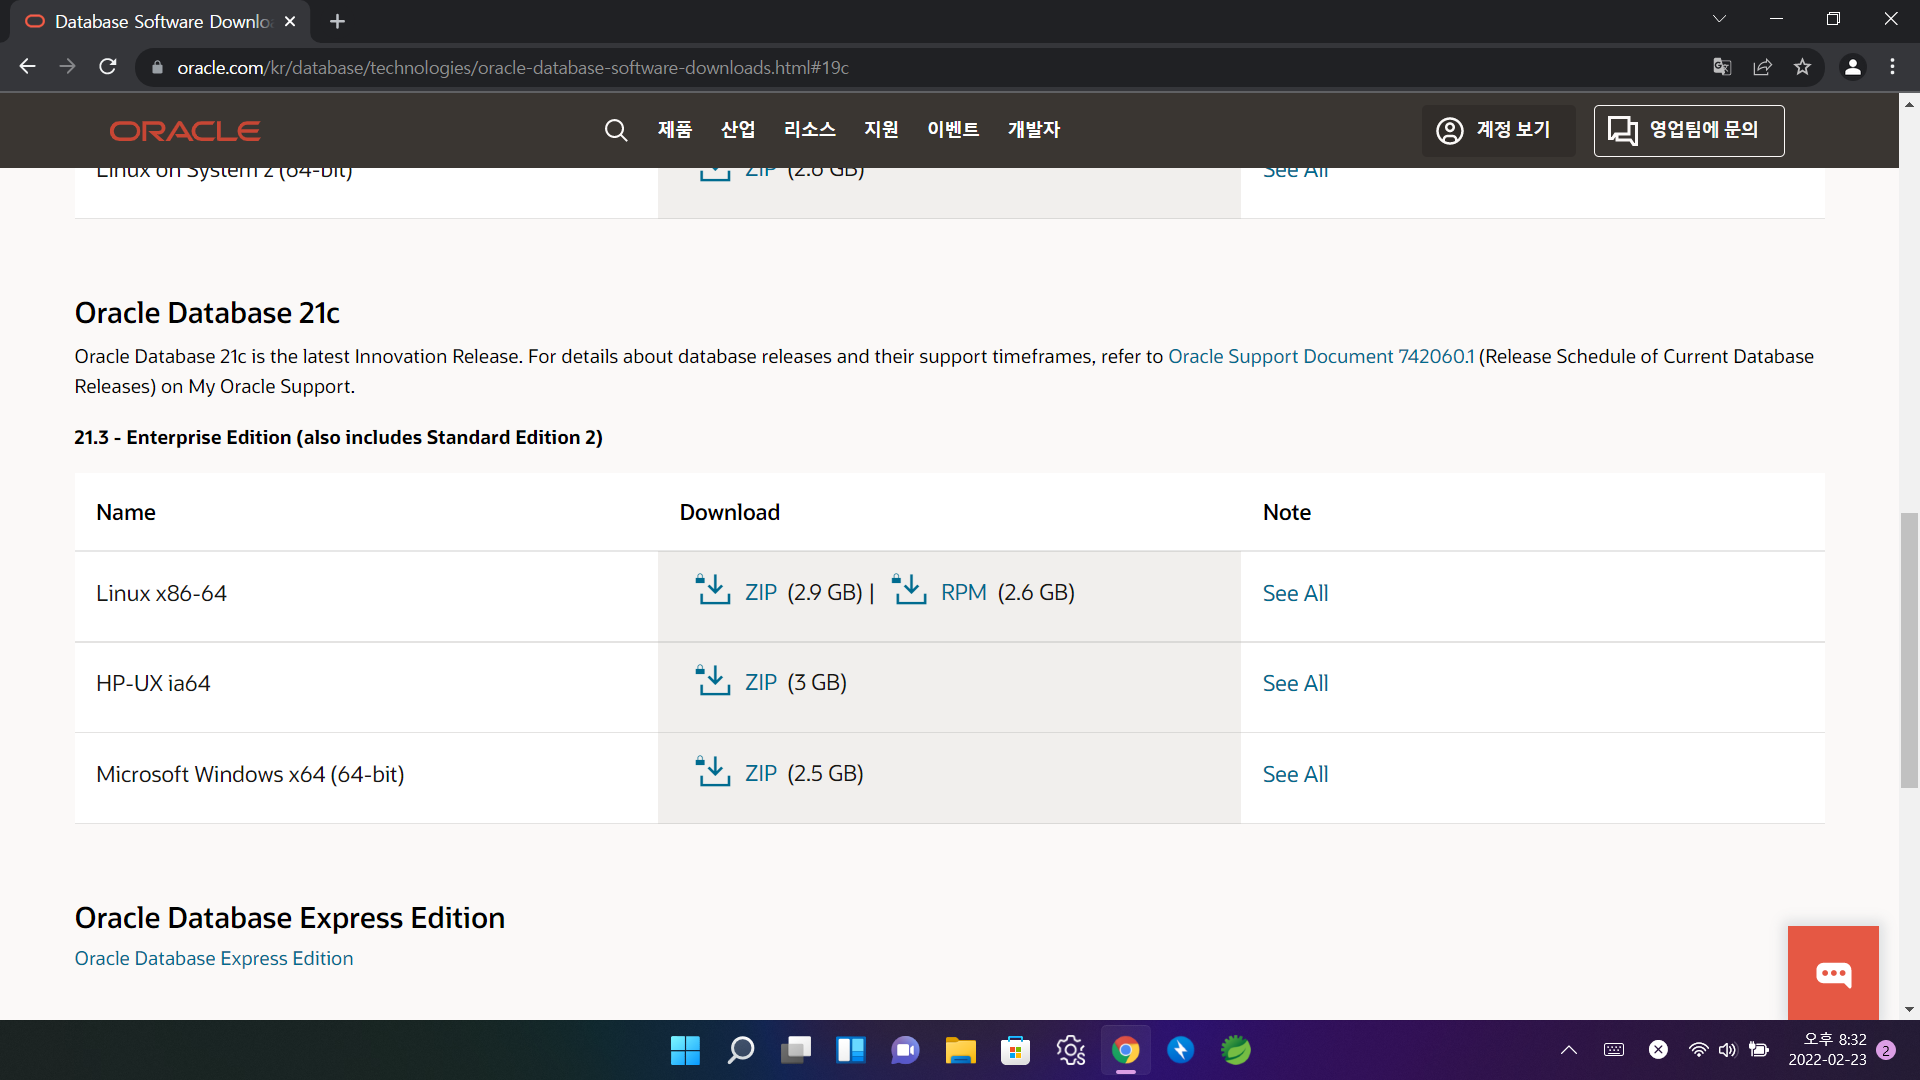 Database Software Downlo
oracle.com/kr/database/technologies/oracle-database-software-downloads.html#19c
ORACLE 제품 산업 리소스 지원 이벤트 개발자 계정 보기 영업팀에 문의
Linux on System z (64-bit) ZIP (2.6 GB) See All
Oracle Database 21c
Oracle Database 21c is the latest Innovation Release. For details about database releases and their support timeframes, refer to Oracle Support Document 742060.1 (Release Schedule of Current Database
Releases) on My Oracle Support.
21.3 - Enterprise Edition (also includes Standard Edition 2)
Name Download Note
Linux x86-64 ZIP (2.9 GB) | RPM (2.6 GB) See All
HP-UX ia64 ZIP (3 GB) See All
Microsoft Windows x64 (64-bit) ZIP (2.5 GB) See All
Oracle Database Express Edition
Oracle Database Express Edition
오후 8:32
2022-02-23 2